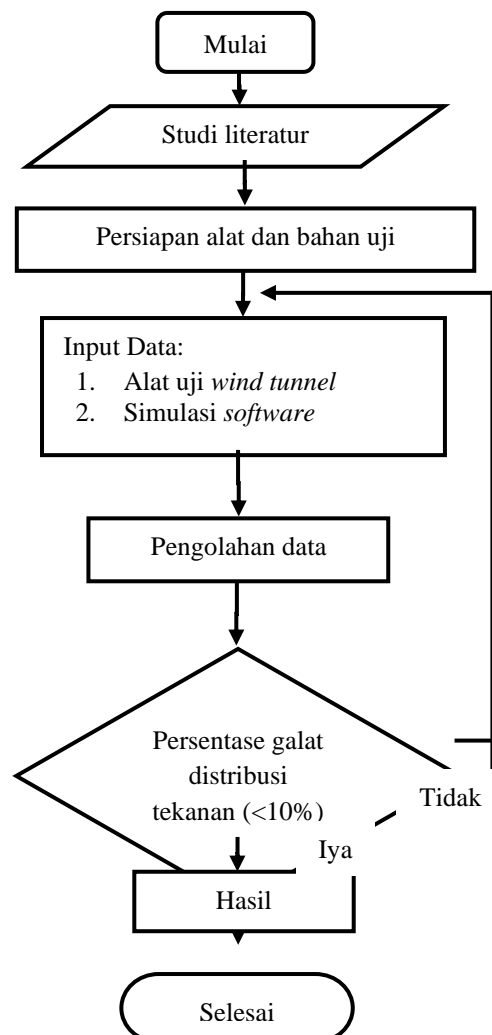 Mulai
Studi literatur
Persiapan alat dan bahan uji
Input Data:
1. Alat uji wind tunnel
2. Simulasi software
Pengolahan data
Persentase galat
distribusi
tekanan (<10%)
Tidak
Iya
Hasil
Selesai